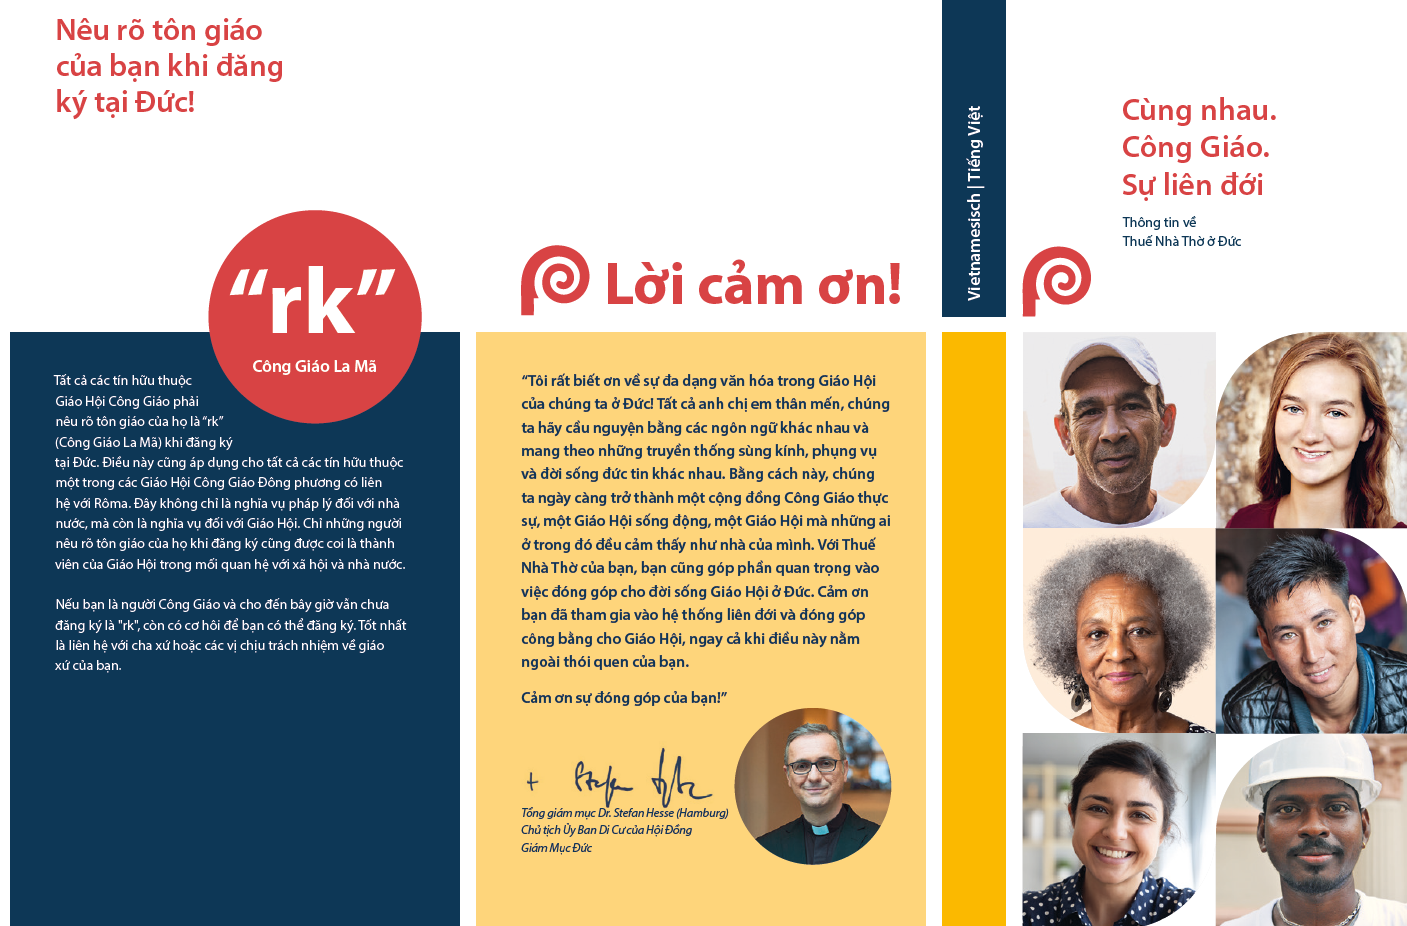 Nêu rõ tôn giáo
của bạn khi đăng
ký tại Đức!
“rk”
Công Giáo La Mã
Tất cả các tín hữu thuộc
Giáo Hội Công Giáo phải
nêu rõ tôn giáo của họ là “rk”
(Công Giáo La Mã) khi đăng ký
tại Đức. Điều này cũng áp dụng cho tất cả các tín hữu thuộc
một trong các Giáo Hội Công Giáo Đông phương có liên
hệ với Rôma. Đây không chỉ là nghĩa vụ pháp lý đối với nhà
nước, mà còn là nghĩa vụ đối với Giáo Hội. Chỉ những người
nêu rõ tôn giáo của họ khi đăng ký cũng được coi là thành
viên của Giáo Hội trong mối quan hệ với xã hội và nhà nước.
Nếu bạn là người Công Giáo và cho đến bây giờ vẫn chưa
đăng ký là "rk", còn có cơ hôi để bạn có thể đăng ký. Tốt nhất
là liên hệ với cha xứ hoặc các vị chịu trách nhiệm về giáo
xứ của bạn.
Lời cảm ơn!
“Tôi rất biết ơn về sự đa dạng văn hóa trong Giáo Hội
của chúng ta ở Đức! Tất cả anh chị em thân mến, chúng
ta hãy cầu nguyện bằng các ngôn ngữ khác nhau và
mang theo những truyền thống sùng kính, phụng vụ
và đời sống đức tin khác nhau. Bằng cách này, chúng
ta ngày càng trở thành một cộng đồng Công Giáo thực
sự, một Giáo Hội sống động, một Giáo Hội mà những ai
ở trong đó đều cảm thấy như nhà của mình. Với Thuế
Nhà Thờ của bạn, bạn cũng góp phần quan trọng vào
việc đóng góp cho đời sống Giáo Hội ở Đức. Cảm ơn
bạn đã tham gia vào hệ thống liên đới và đóng góp
công bằng cho Giáo Hội, ngay cả khi điều này nằm
ngoài thói quen của bạn.
Cảm ơn sự đóng góp của bạn!”
+ Stefan Heße
Tổng giám mục Dr. Stefan Hesse (Hamburg)
Chủ tịch Ủy Ban Di Cư của Hội Đồng
Giám Mục Đức
Vietnamesisch | Tiếng Việt
Cùng nhau.
Công Giáo.
Sự liên đới
Thông tin về
Thuế Nhà Thờ ở Đức